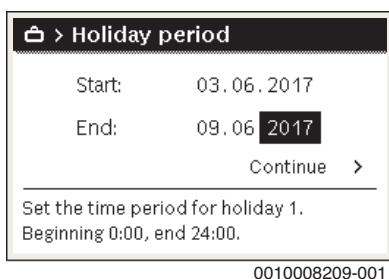 > Holiday period
Start: 03.06.2017
End: 09.06 2017
Continue >
Set the time period for holiday 1.
Beginning 0:00, end 24:00.
0010008209-001